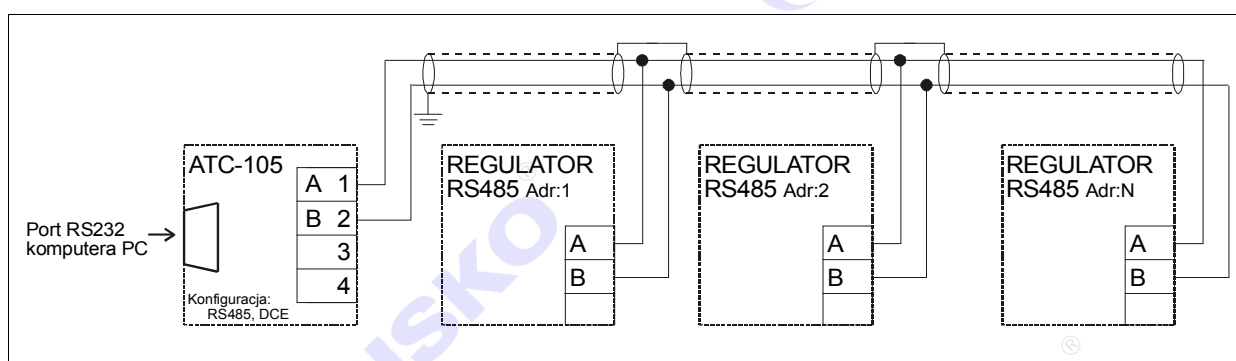 ATC-105
A 1
B 2
3
4
Port RS232
komputera PC
Konfiguracja:
RS485, DCE
REGULATOR
RS485 Adr:1
A
B
REGULATOR
RS485 Adr:2
A
B
REGULATOR
RS485 Adr:N
A
B
®
®